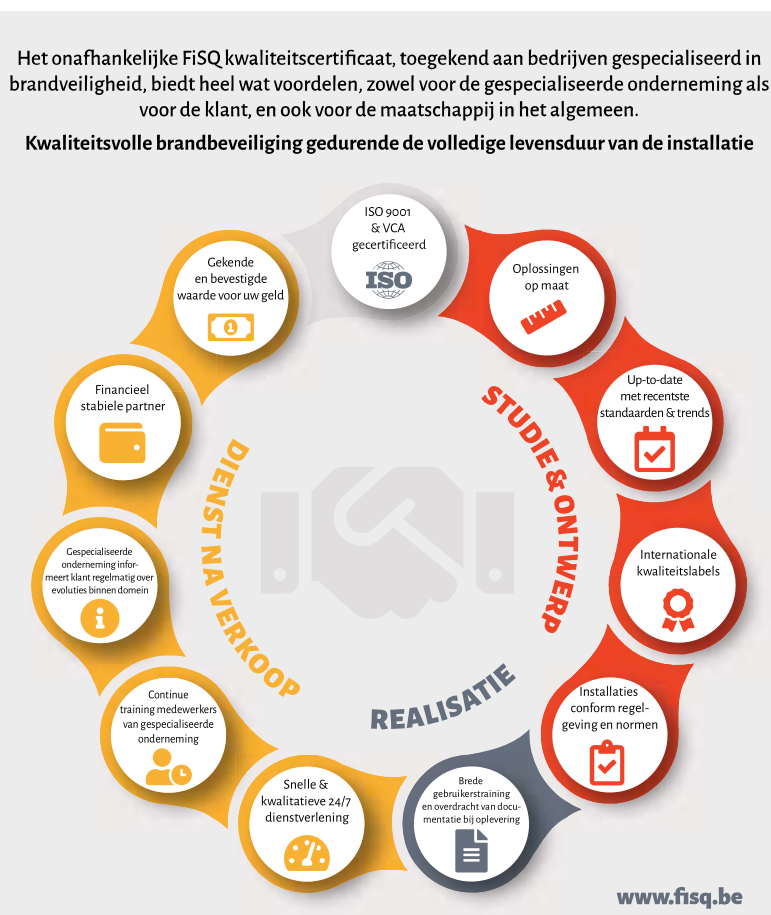 Het onafhankelijke FiSQ kwaliteitscertificaat, toegekend aan bedrijven gespecialiseerd in
brandveiligheid, biedt heel wat voordelen, zowel voor de gespecialiseerde onderneming als
voor de klant, en ook voor de maatschappij in het algemeen.
Kwaliteitsvolle brandbeveiliging gedurende de volledige levensduur van de installatie
ISO 9001
& VCA
gecertificeerd
ISO
Oplossingen
op maat
Up-to-date
met recentste
standaarden & trends
Internationale
kwaliteitslabels
Installaties
conform regel-
geving en normen
Brede
gebruikerstraining
en overdracht van docu-
mentatie bij oplevering
Snelle &
kwalitatieve 24/7
dienstverlening
Continue
training medewerkers
van gespecialiseerde
onderneming
Gespecialiseerde
onderneming infor-
meert klant regelmatig over
evoluties binnen domein
Financieel
stabiele partner
Gekende
en bevestigde
waarde voor uw geld
1
STUDIE & ONTWERP
REALISATIE
DIENST NA VERKOOP
www.fisq.be